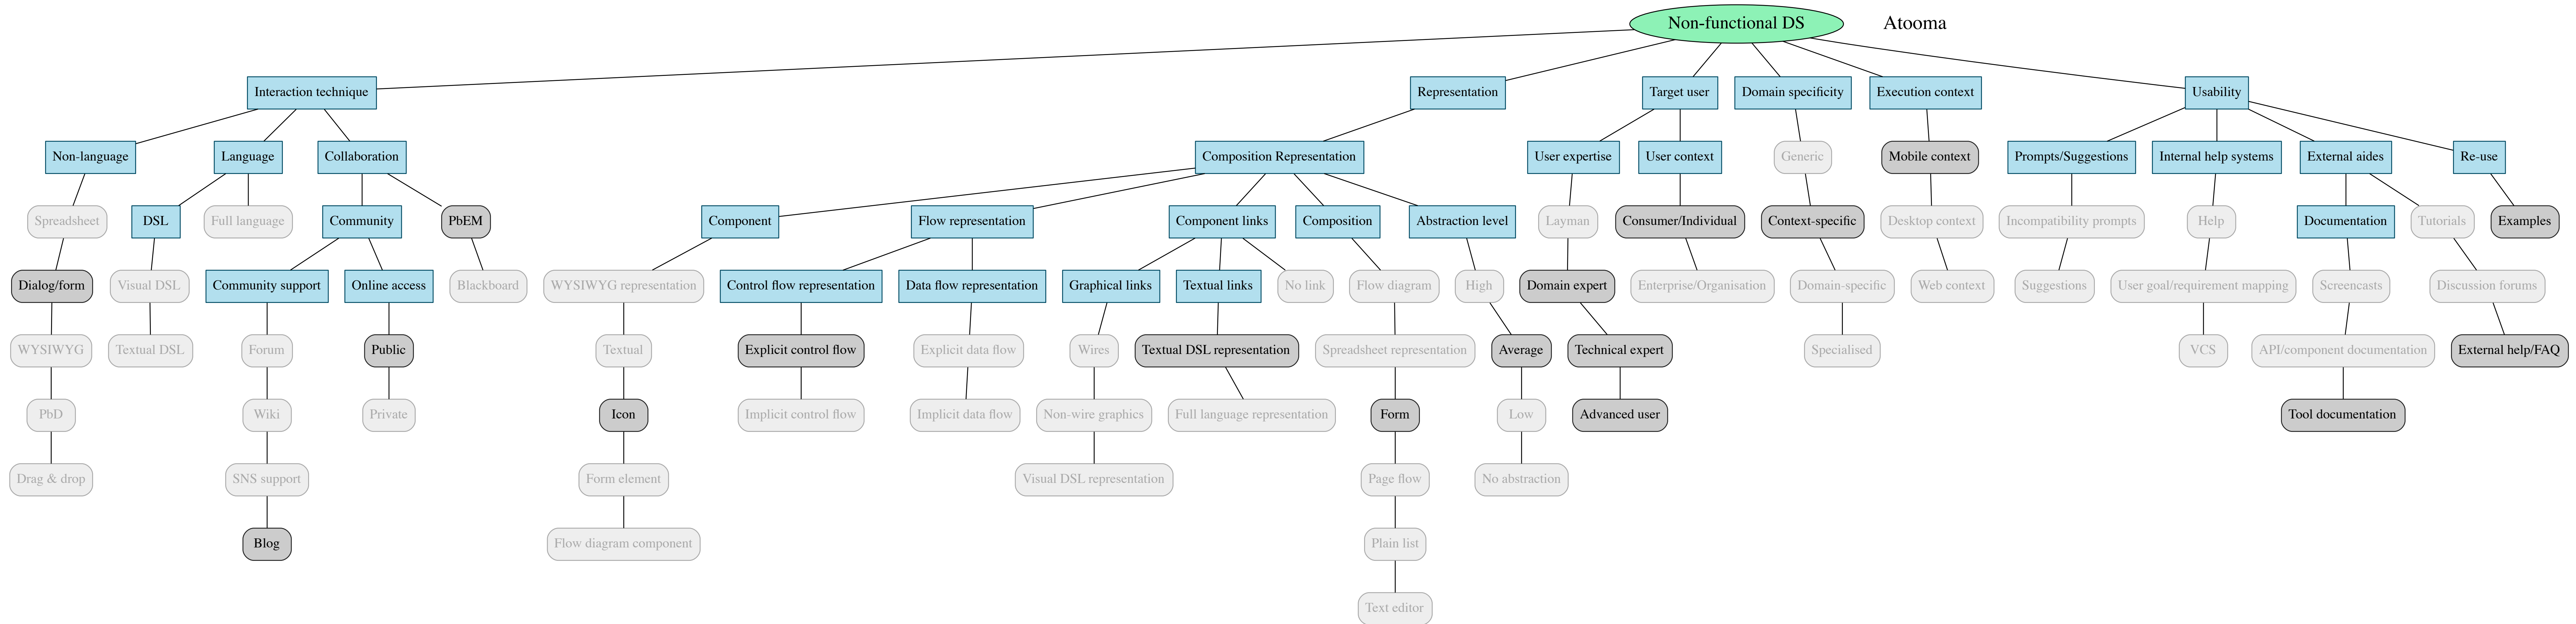 Non-functional DS
Atooma
Interaction technique
Representation
Target user
Domain specificity
Execution context
Usability
Non-language
Language
Collaboration
Composition Representation
User expertise
User context
Generic
Mobile context
Prompts/Suggestions
Internal help systems
External aides
Re-use
Spreadsheet
DSL
Full language
Community
PbEM
Component
Flow representation
Component links
Composition
Abstraction level
Layman
Consumer/Individual
Context-specific
Desktop context
Incompatibility prompts
Help
Documentation
Tutorials
Examples
Dialog/form
Visual DSL
Community support
Online access
Blackboard
WYSIWYG representation
Control flow representation
Data flow representation
Graphical links
Textual links
No link
Flow diagram
High
Domain expert
Enterprise/Organisation
Domain-specific
Web context
Suggestions
User goal/requirement mapping
Screencasts
Discussion forums
WYSIWYG
Textual DSL
Forum
Public
Textual
Explicit control flow
Explicit data flow
Wires
Textual DSL representation
Spreadsheet representation
Average
Technical expert
Specialised
VCS
API/component documentation
External help/FAQ
PbD
Wiki
Private
Icon
Implicit control flow
Implicit data flow
Non-wire graphics
Full language representation
Form
Low
Advanced user
Tool documentation
Drag & drop
SNS support
Form element
Visual DSL representation
Page flow
No abstraction
Blog
Flow diagram component
Plain list
Text editor